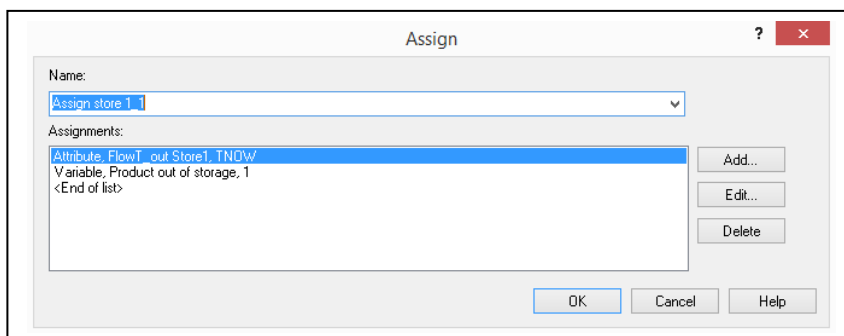 Assign
?
×
Name:
Assign store 1_1
Assignments:
Attribute, FlowT_out Store1, TNOW
Variable, Product out of storage, 1
<End of list>
Add...
Edit...
Delete
OK
Cancel
Help